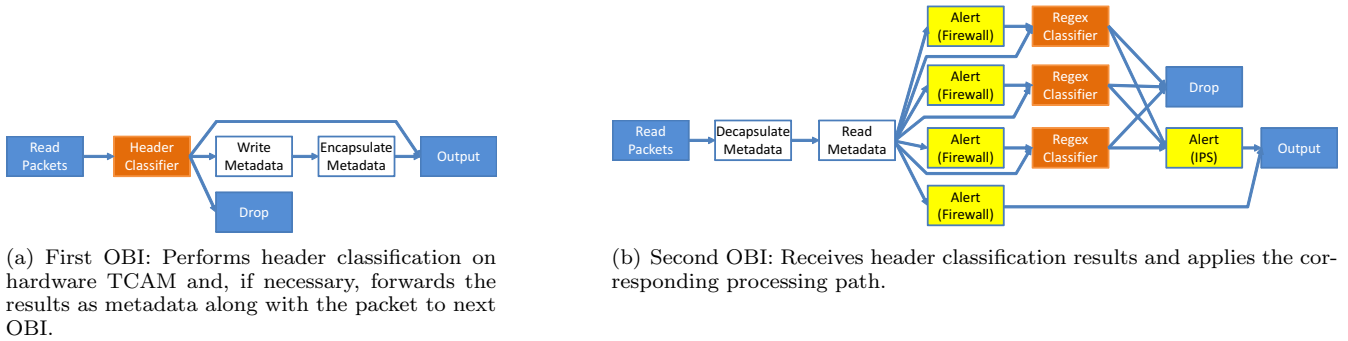 Read
Packets
Header
Classifier
Write
Metadata
Encapsulate
Metadata
Output
Drop
(a) First OBI: Performs header classification on
hardware TCAM and, if necessary, forwards the
results as metadata along with the packet to next
OBI.
Read
Packets
Decapsulate
Metadata
Read
Metadata
Alert
(Firewall)
Regex
Classifier
Alert
(Firewall)
Regex
Classifier
Drop
Alert
(Firewall)
Regex
Classifier
Alert
(IPS)
Output
Alert
(Firewall)
(b) Second OBI: Receives header classification results and applies the cor-
responding processing path.